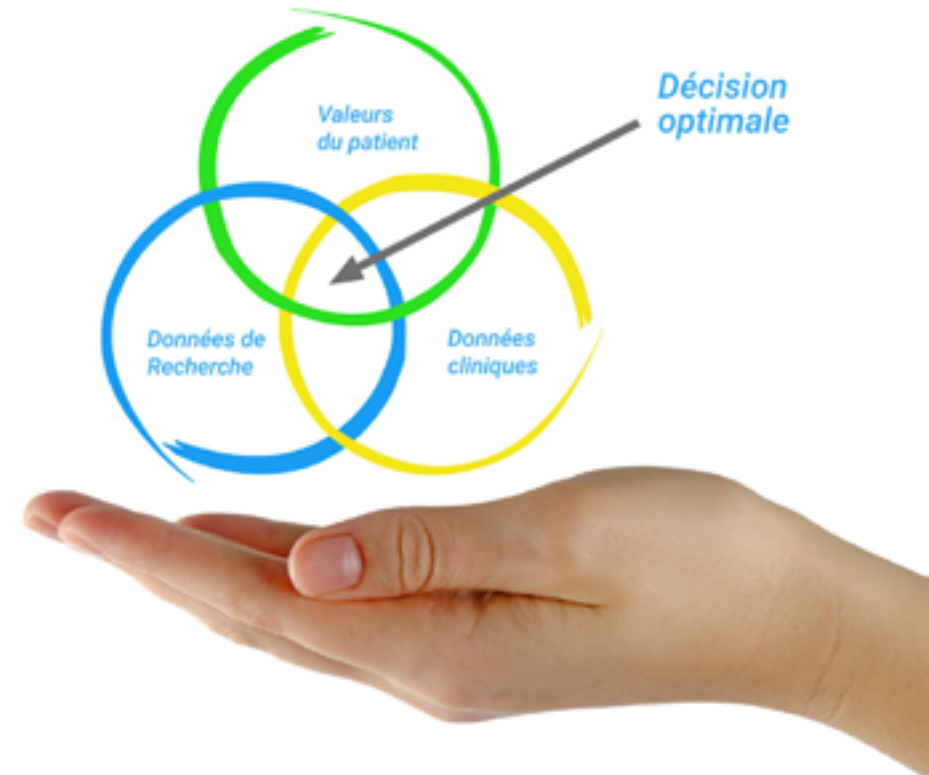 Valeurs
du patient
Décision
optimale
Données de
Recherche
Données
cliniques